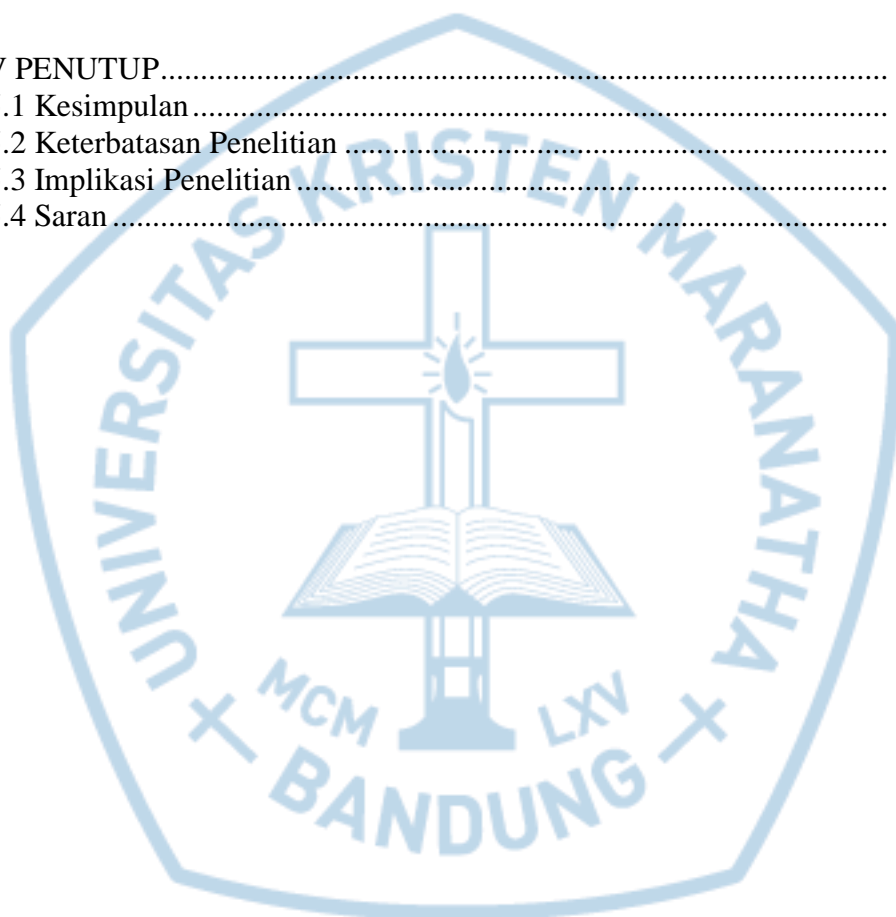 PENUTUP..........................................................................................
.1 Kesimpulan......................................................................................
.2 Keterbatasan Penelitian ....................................................................
.3 Implikasi Penelitian..........................................................................
.4 Saran.................................................................................................
UNIVERSITAS KRISTEN MARANATHA
MCM LXV
+ BANDUNG +